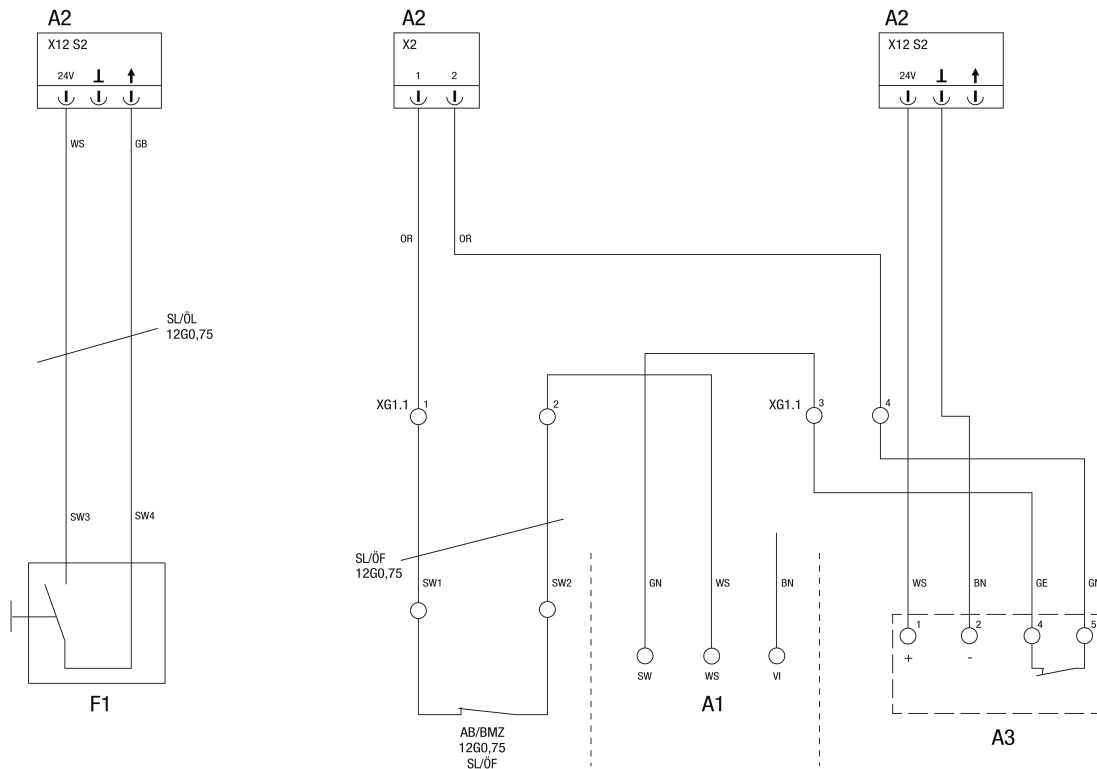 A2
X12 S2
24V
WS
GB
SL/ÖL
12G0,75
SW3
SW4
F1
A2
X2
1
2
OR
OR
XG1.1
1
2
SL/ÖF
12G0,75
SW1
SW2
AB/BMZ
12G0,75
SL/ÖF
GN
WS
BN
SW
WS
VI
A1
XG1.1
3
4
A2
X12 S2
24V
WS
BN
GE
GN
1
2
4
5
+
-
A3